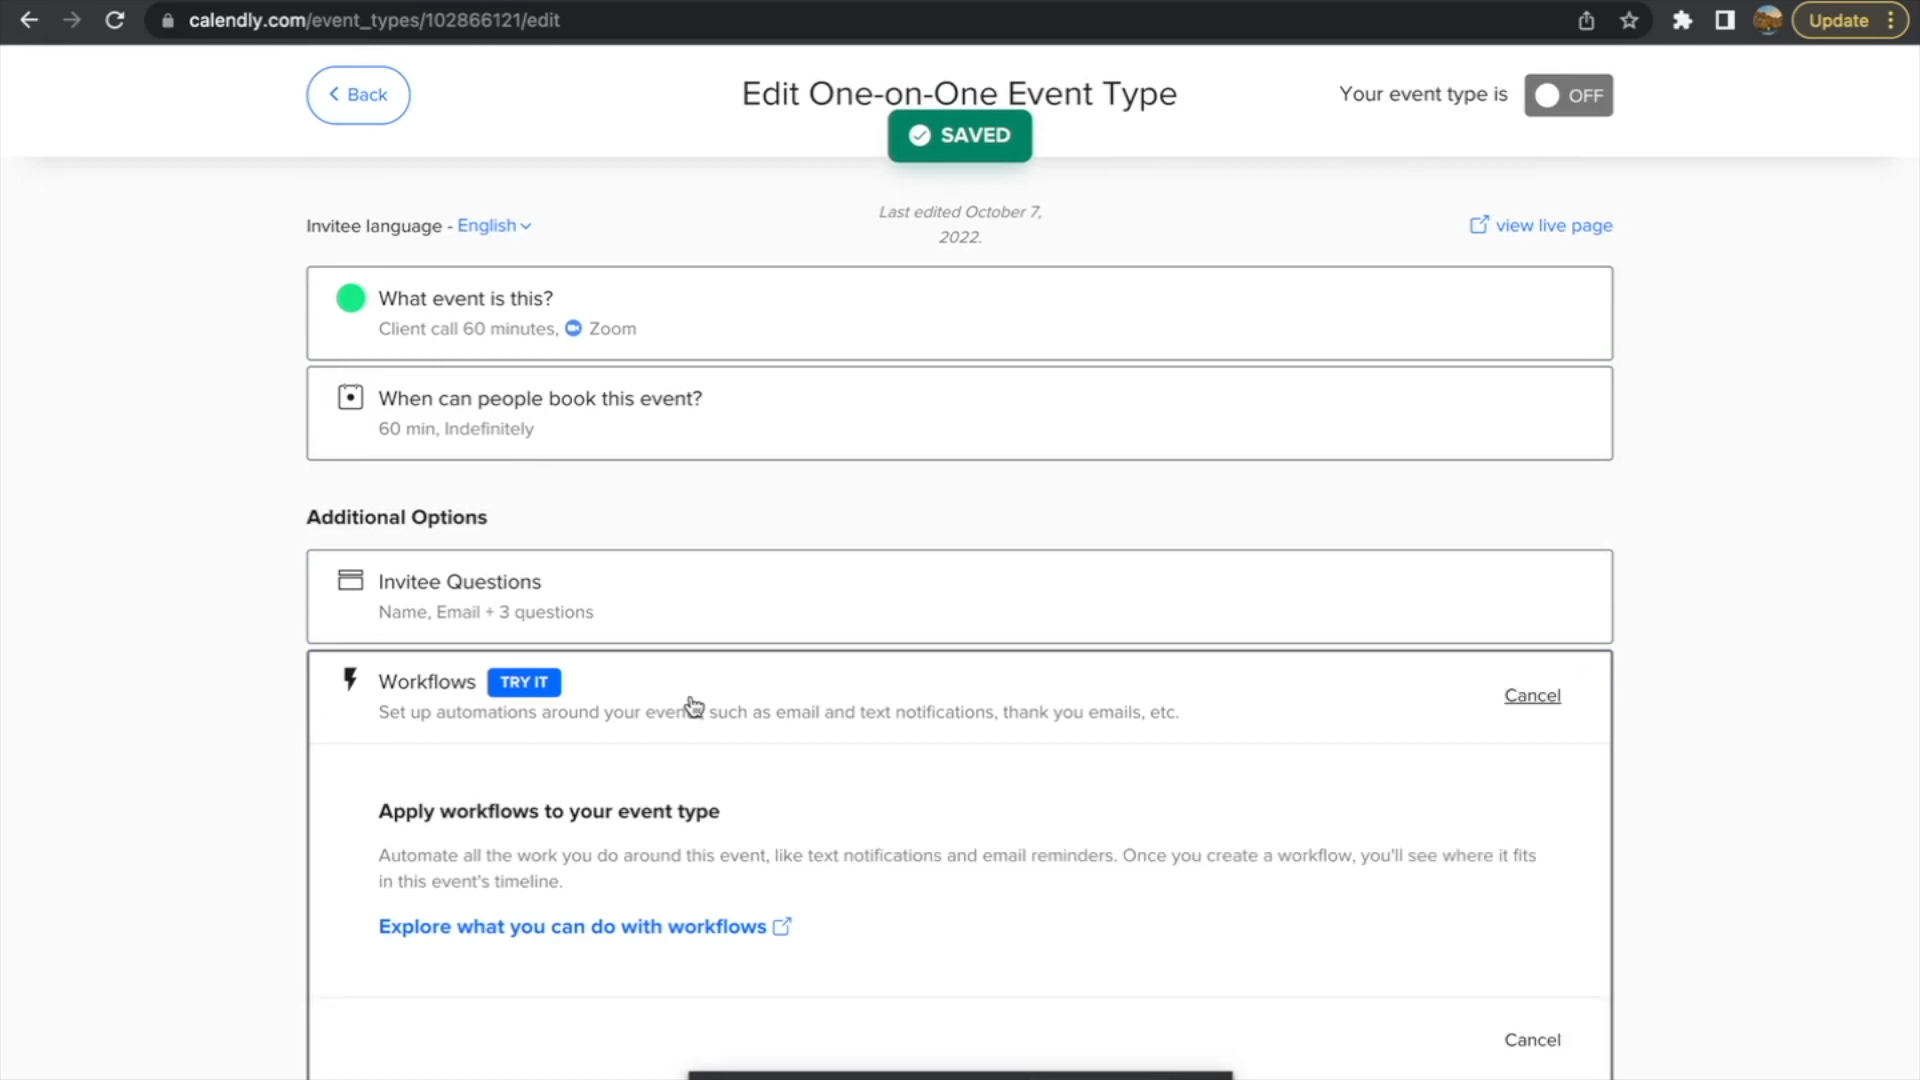 calendly.com/event_types/102866121/edit
Update
Back
Edit One-on-One Event Type
Your event type is
OFF
SAVED
Invitee language - English
Last edited October 7,
2022.
view live page
What event is this?
Client call 60 minutes, Zoom
When can people book this event?
60 min, Indefinitely
Additional Options
Invitee Questions
Name, Email + 3 questions
Workflows TRY IT
Set up automations around your events, such as email and text notifications, thank you emails, etc.
Cancel
Apply workflows to your event type
Automate all the work you do around this event, like text notifications and email reminders. Once you create a workflow, you'll see where it fits
in this event's timeline.
Explore what you can do with workflows
Cancel